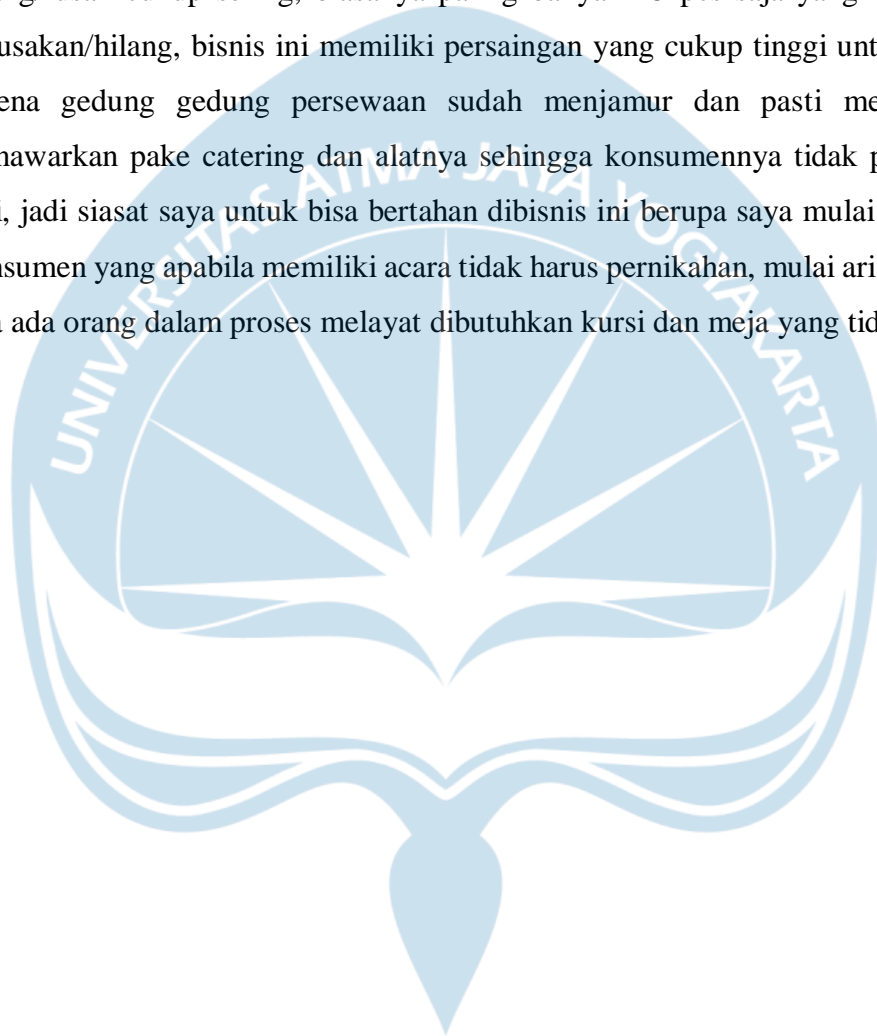 usakan/hilang, bisnis ini memiliki persaingan yang cukup tinggi unt
ena gedung gedung persewaan sudah menjamur dan pasti me
nawarkan pake catering dan alatnya sehingga konsumennya tidak p
i, jadi siasat saya untuk bisa bertahan dibisnis ini berupa saya mulai
nsumen yang apabila memiliki acara tidak harus pernikahan, mulai ari
a ada orang dalam proses melayat dibutuhkan kursi dan meja yang tid
UNIVERSITAS ATMA JAYA YOGYAKARTA